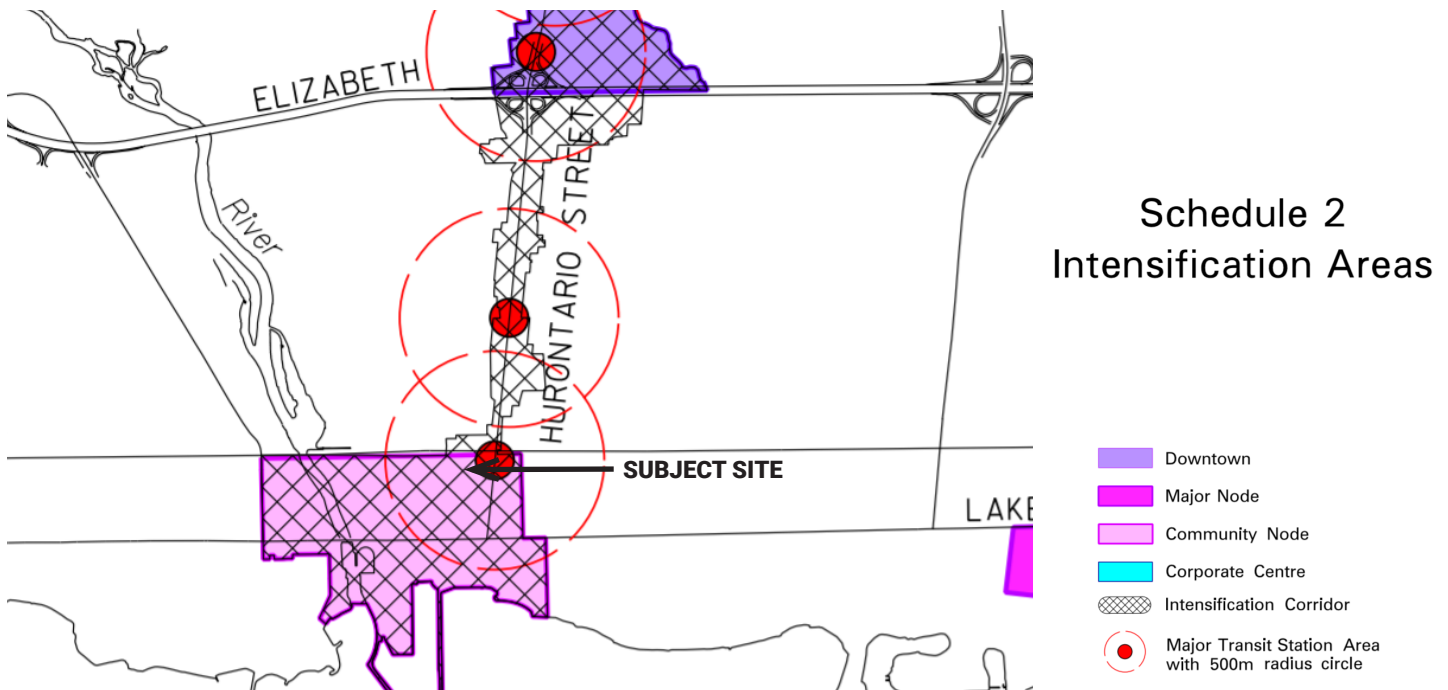 ELIZABETH
River
HURONTARIO STREET
SUBJECT SITE
LAKE
Schedule 2
Intensification Areas
Downtown
Major Node
Community Node
Corporate Centre
Intensification Corridor
Major Transit Station Area
with 500m radius circle